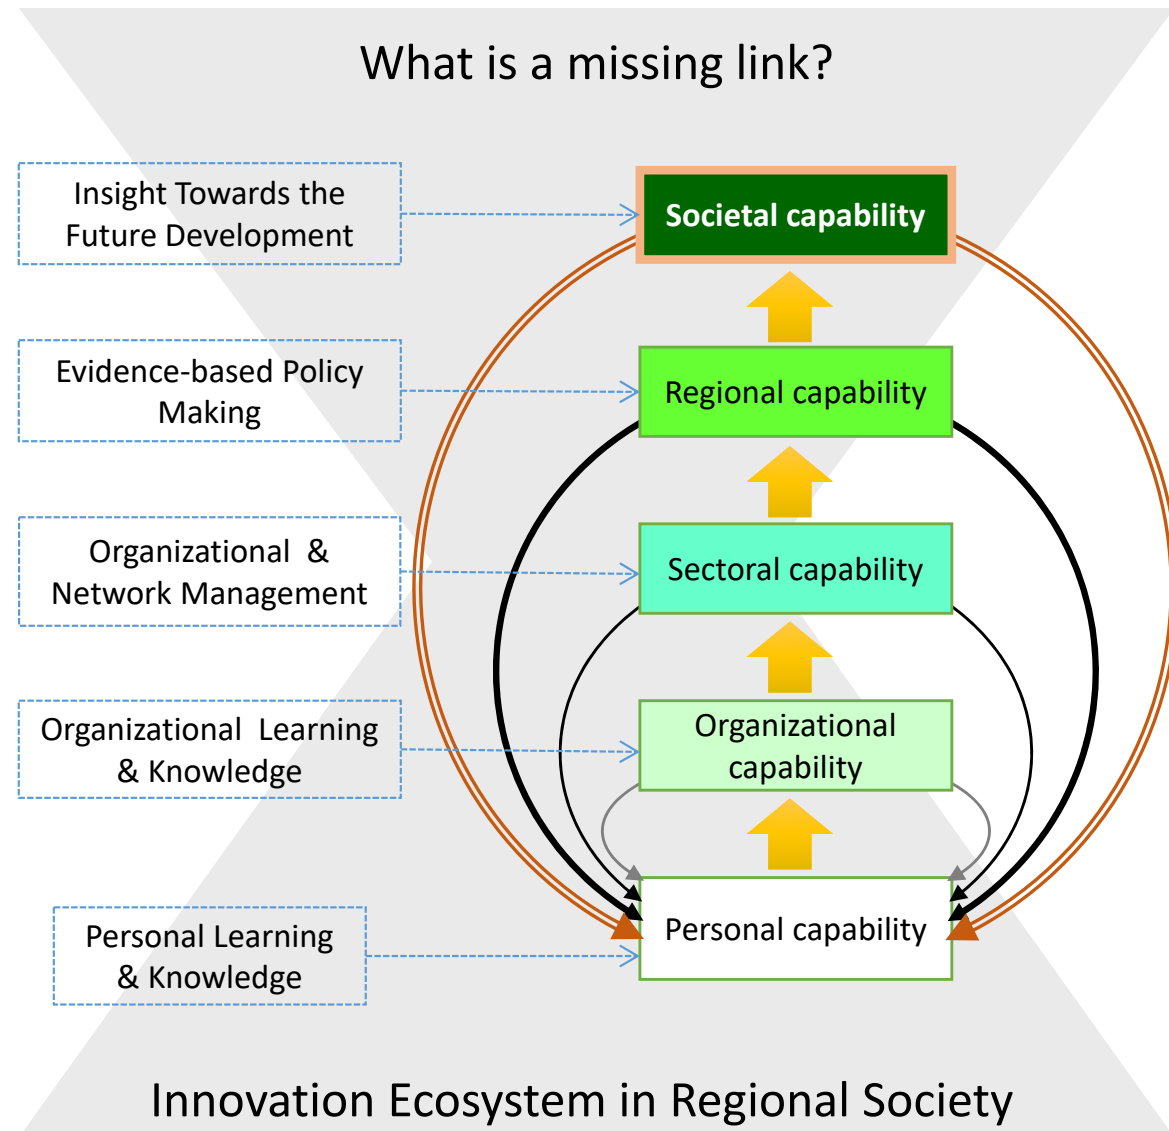 What is a missing link?
Insight Towards the
Future Development
Societal capability
Evidence-based Policy
Making
Regional capability
Organizational &
Network Management
Sectoral capability
Organizational Learning
& Knowledge
Organizational
capability
Personal Learning
& Knowledge
Personal capability
Innovation Ecosystem in Regional Society